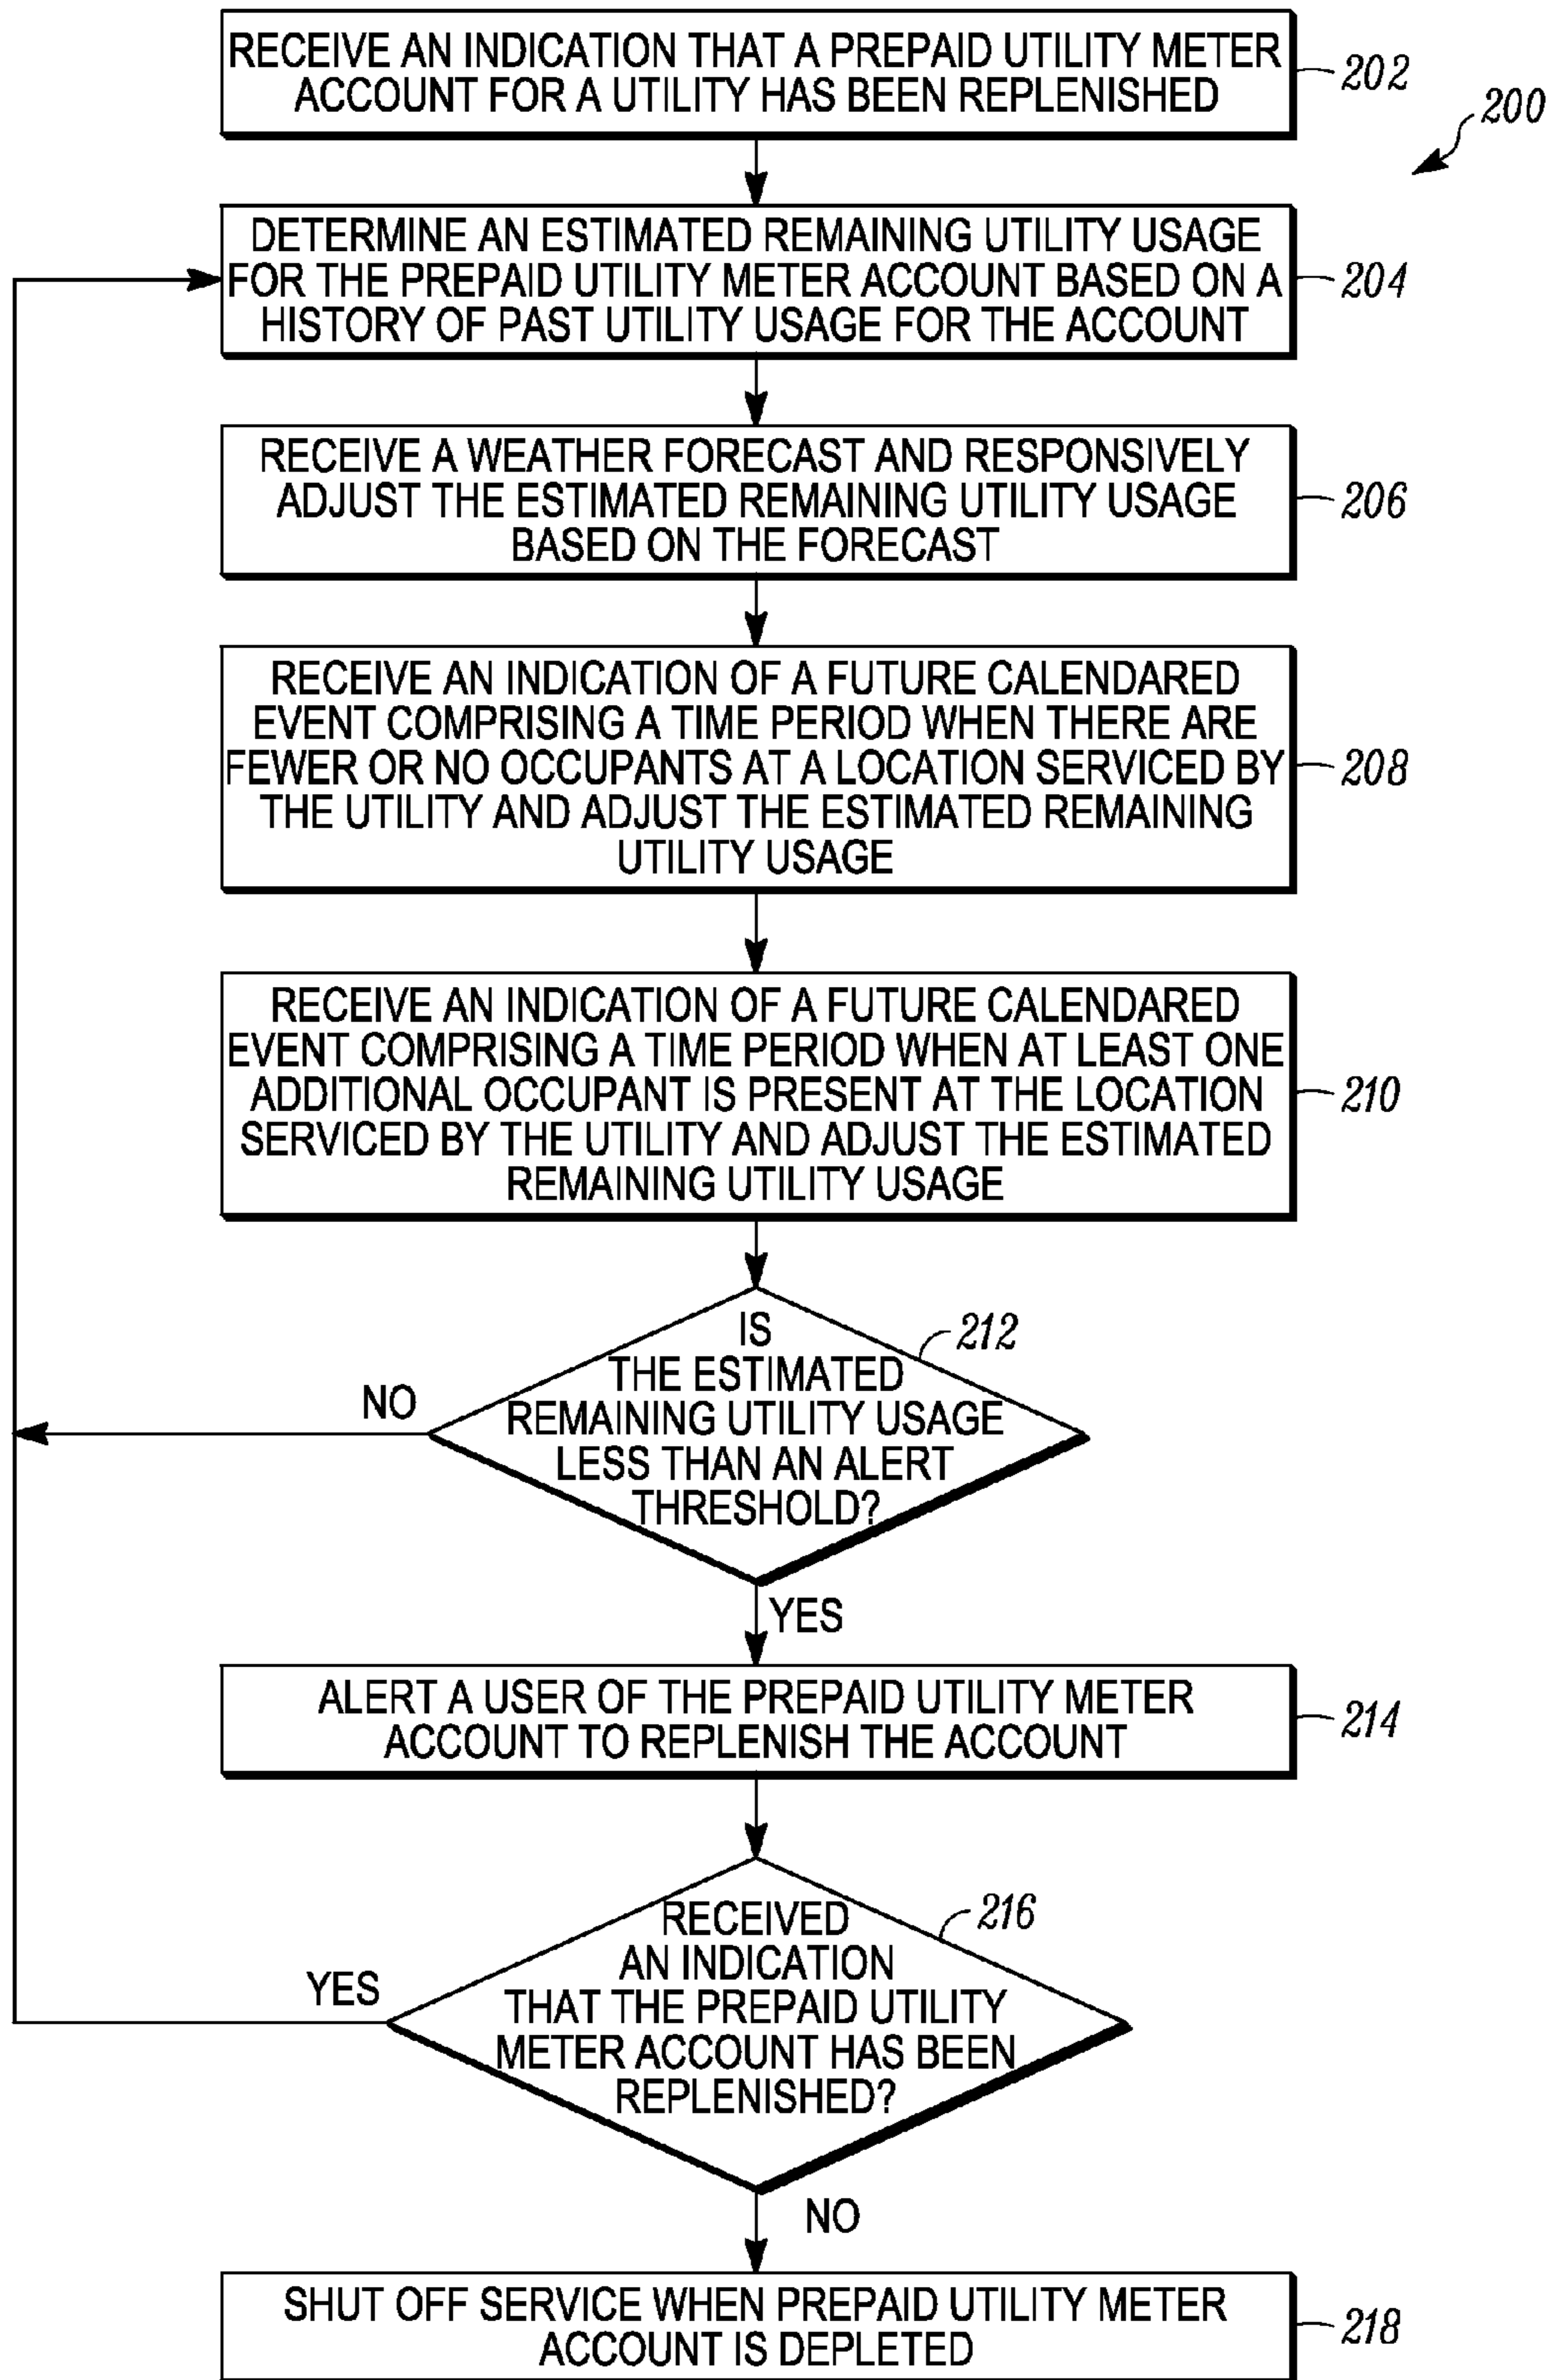 RECEIVE AN INDICATION THAT A PREPAID UTILITY METER
ACCOUNT FOR A UTILITY HAS BEEN REPLENISHED
202
200
DETERMINE AN ESTIMATED REMAINING UTILITY USAGE
FOR THE PREPAID UTILITY METER ACCOUNT BASED ON A
HISTORY OF PAST UTILITY USAGE FOR THE ACCOUNT
204
RECEIVE A WEATHER FORECAST AND RESPONSIVELY
ADJUST THE ESTIMATED REMAINING UTILITY USAGE
BASED ON THE FORECAST
206
RECEIVE AN INDICATION OF A FUTURE CALENDARED
EVENT COMPRISING A TIME PERIOD WHEN THERE ARE
FEWER OR NO OCCUPANTS AT A LOCATION SERVICED BY
THE UTILITY AND ADJUST THE ESTIMATED REMAINING
UTILITY USAGE
208
RECEIVE AN INDICATION OF A FUTURE CALENDARED
EVENT COMPRISING A TIME PERIOD WHEN AT LEAST ONE
ADDITIONAL OCCUPANT IS PRESENT AT THE LOCATION
SERVICED BY THE UTILITY AND ADJUST THE ESTIMATED
REMAINING UTILITY USAGE
210
IS
THE ESTIMATED
REMAINING UTILITY USAGE
LESS THAN AN ALERT
THRESHOLD?
212
NO
YES
ALERT A USER OF THE PREPAID UTILITY METER
ACCOUNT TO REPLENISH THE ACCOUNT
214
RECEIVED
AN INDICATION
THAT THE PREPAID UTILITY
METER ACCOUNT HAS BEEN
REPLENISHED?
216
YES
NO
SHUT OFF SERVICE WHEN PREPAID UTILITY METER
ACCOUNT IS DEPLETED
218